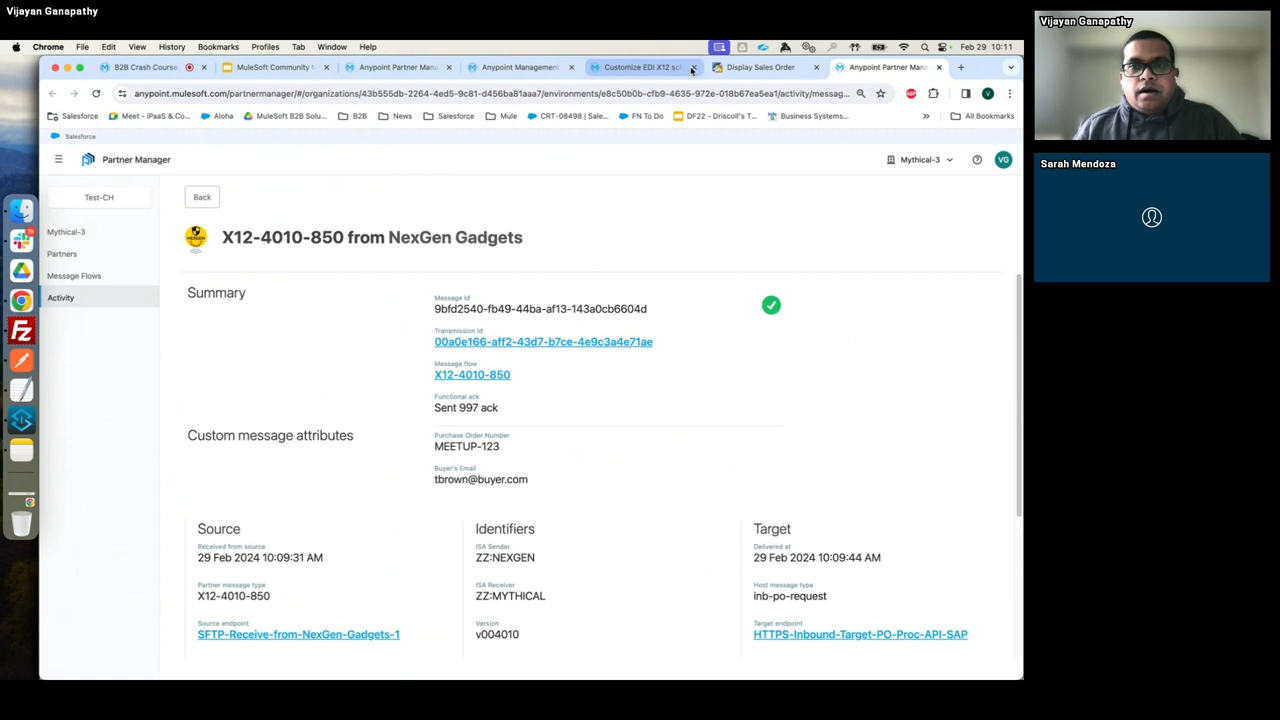 Vijayan Ganapathy
Chrome File Edit View History Bookmarks Profiles Tab Window Help
Feb 29 10:11
B2B Crash Course
MuleSoft Community M
Anypoint Partner Mana
Anypoint Management
Customize EDI X12 sc
Display Sales Order
Anypoint Partner Man
anypoint.mulesoft.com/partnermanager/#/organizations/43b555db-2264-4ed5-9c81-d456ba81aaa7/environments/e8c50b0b-cfb9-4635-972e-018b67ea5ea1/activity/messag...
Salesforce
Meet - iPaaS & Co...
Aloha
MuleSoft B2B Solu...
B2B
News
Salesforce
Mule
CRT-08498 | Sale...
FN To Do
DF22 - Driscoll's T...
Business Systems...
»
All Bookmarks
Salesforce
Partner Manager
Mythical-3
VG
Test-CH
Mythical-3
Partners
Message Flows
Activity
Back
X12-4010-850 from NexGen Gadgets
Summary
Message Id
9bfd2540-fb49-44ba-af13-143a0cb6604d
Transmission Id
00a0e166-aff2-43d7-b7ce-4e9c3a4e71ae
Message flow
X12-4010-850
Functional ack
Sent 997 ack
Custom message attributes
Purchase Order Number
MEETUP-123
Buyer's Email
tbrown@buyer.com
Source
Received from source
29 Feb 2024 10:09:31 AM
Partner message type
X12-4010-850
Source endpoint
SFTP-Receive-from-NexGen-Gadgets-1
Identifiers
ISA Sender
ZZ:NEXGEN
ISA Receiver
ZZ:MYTHICAL
Version
v004010
Target
Delivered at
29 Feb 2024 10:09:44 AM
Host message type
inb-po-request
Target endpoint
HTTPS-Inbound-Target-PO-Proc-API-SAP
Vijayan Ganapathy
Sarah Mendoza